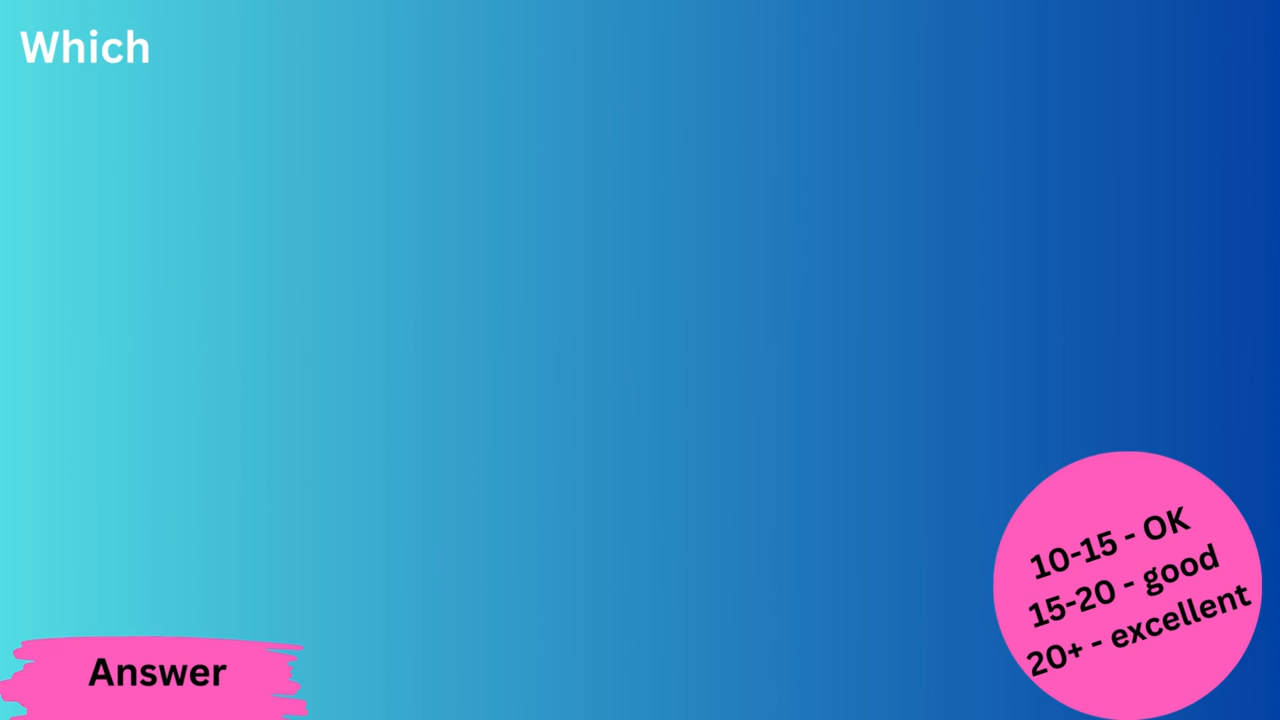 Which
10-15 - OK
15-20 - good
20+ - excellent
Answer